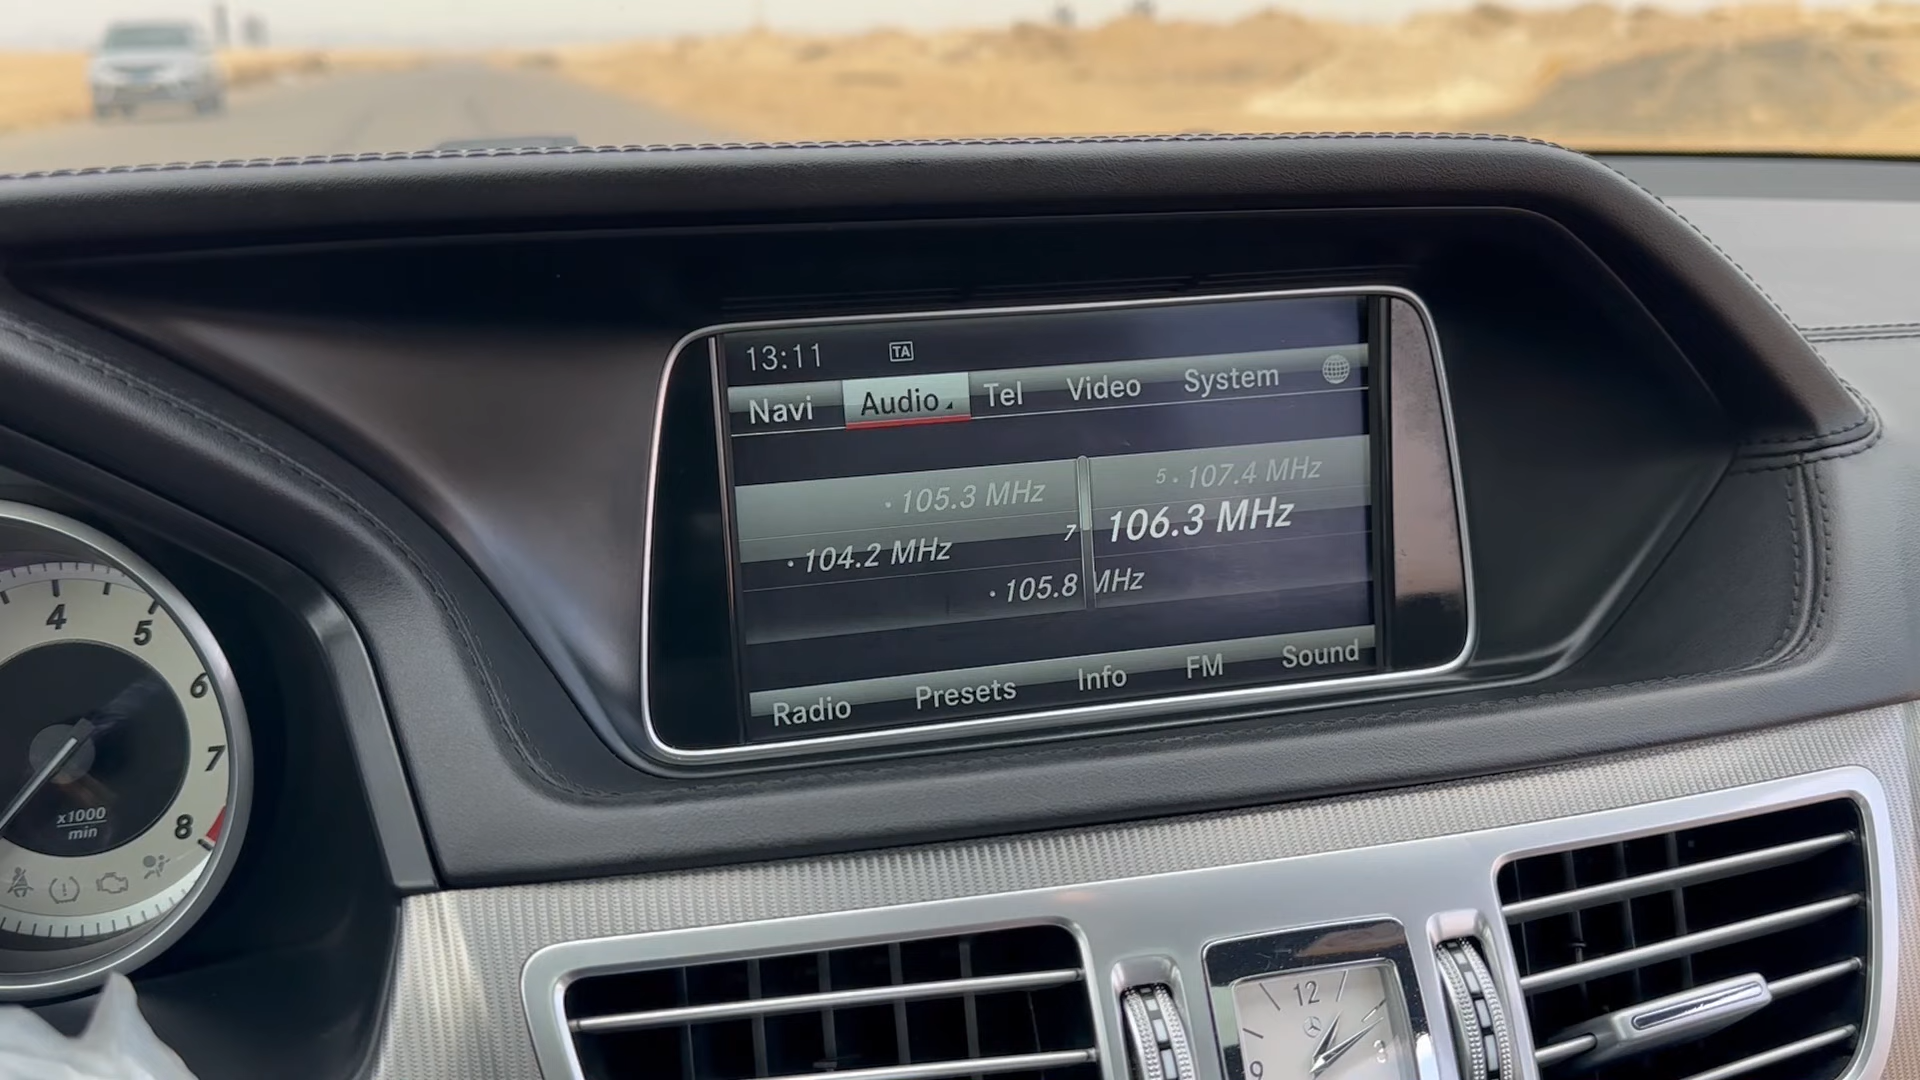 13:11 TA
Navi Audio Tel Video System
• 105.3 MHz 5 • 107.4 MHz
7 106.3 MHz
• 104.2 MHz
• 105.8 MHz
Radio Presets Info FM Sound
4
5
6
7
8
x1000
min
12
3
9